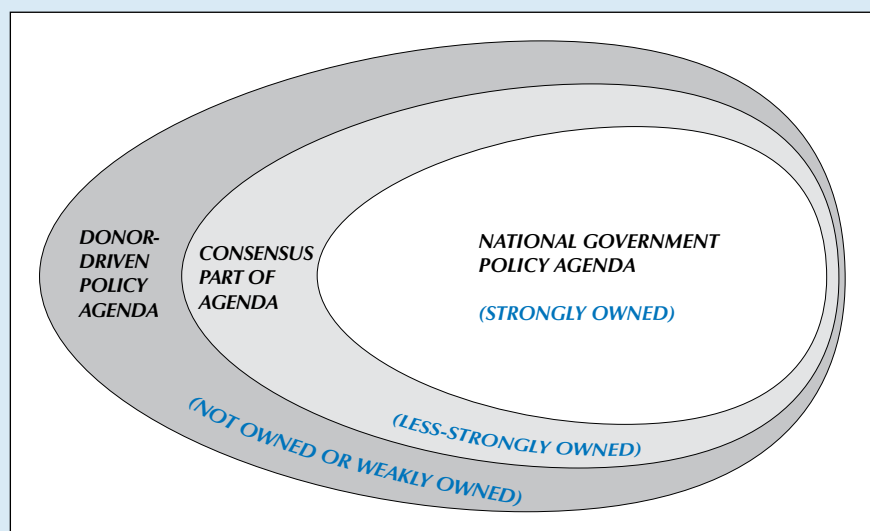 DONOR-
DRIVEN
POLICY
AGENDA
CONSENSUS
PART OF
AGENDA
NATIONAL GOVERNMENT
POLICY AGENDA
(STRONGLY OWNED)
(LESS-STRONGLY OWNED)
(NOT OWNED OR WEAKLY OWNED)